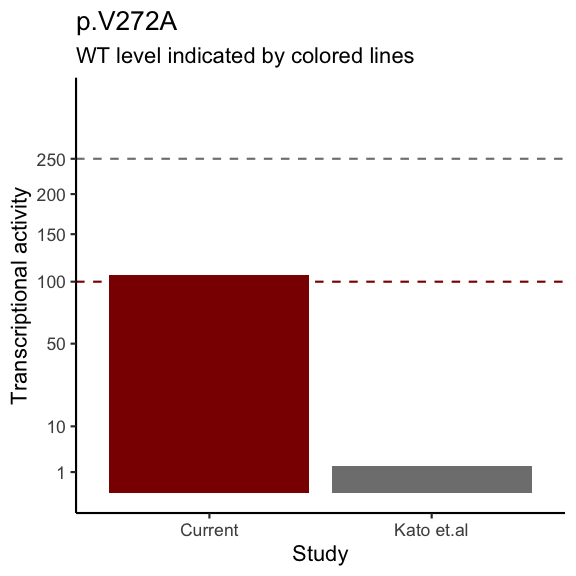 p.V272A
WT level indicated by colored lines
Transcriptional activity
250
200
150
100
50
10
1
Current
Kato et.al
Study